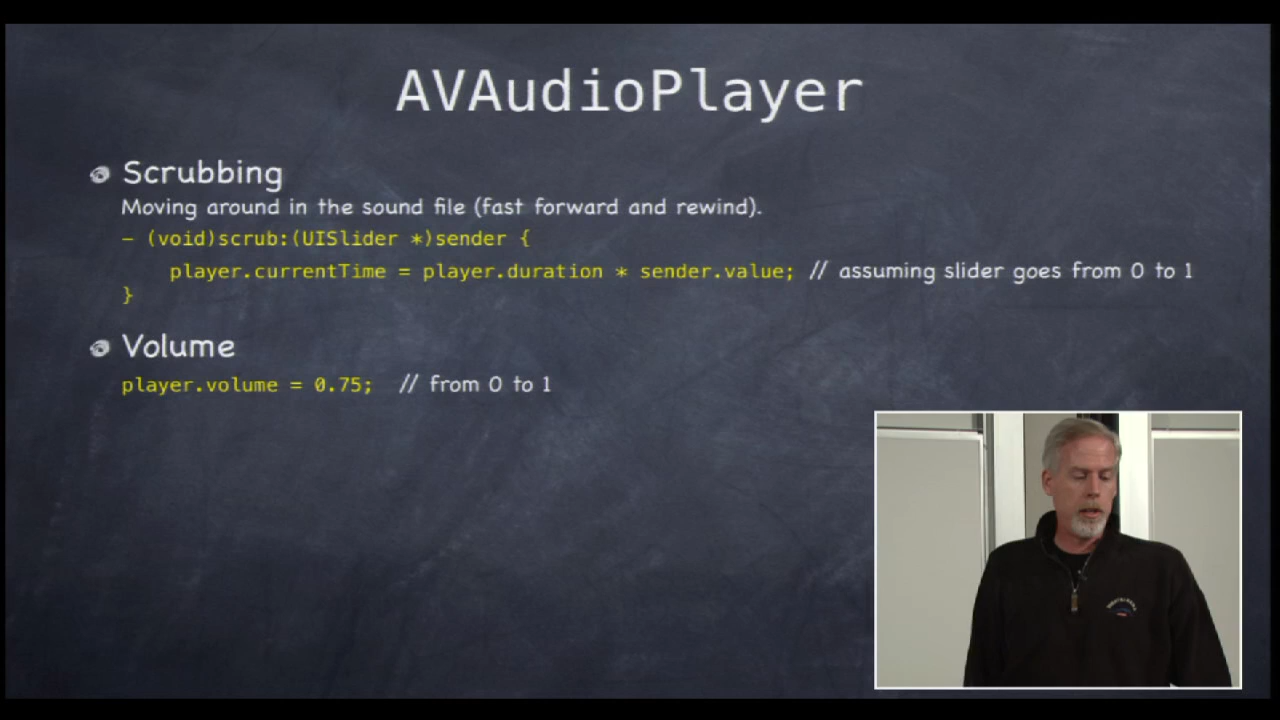 AVAudioPlayer
Scrubbing
Moving around in the sound file (fast forward and rewind).
– (void)scrub:(UISlider *)sender {
player.currentTime = player.duration * sender.value; // assuming slider goes from 0 to 1
}
Volume
player.volume = 0.75; // from 0 to 1